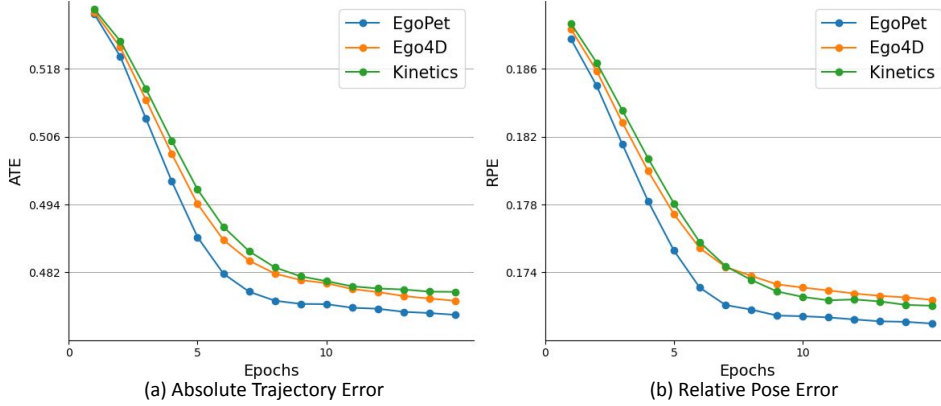 EgoPet
Ego4D
Kinetics
0.518
0.506
0.494
0.482
ATE
0
5
10
Epochs
(a) Absolute Trajectory Error
EgoPet
Ego4D
Kinetics
0.186
0.182
0.178
0.174
RPE
0
5
10
Epochs
(b) Relative Pose Error